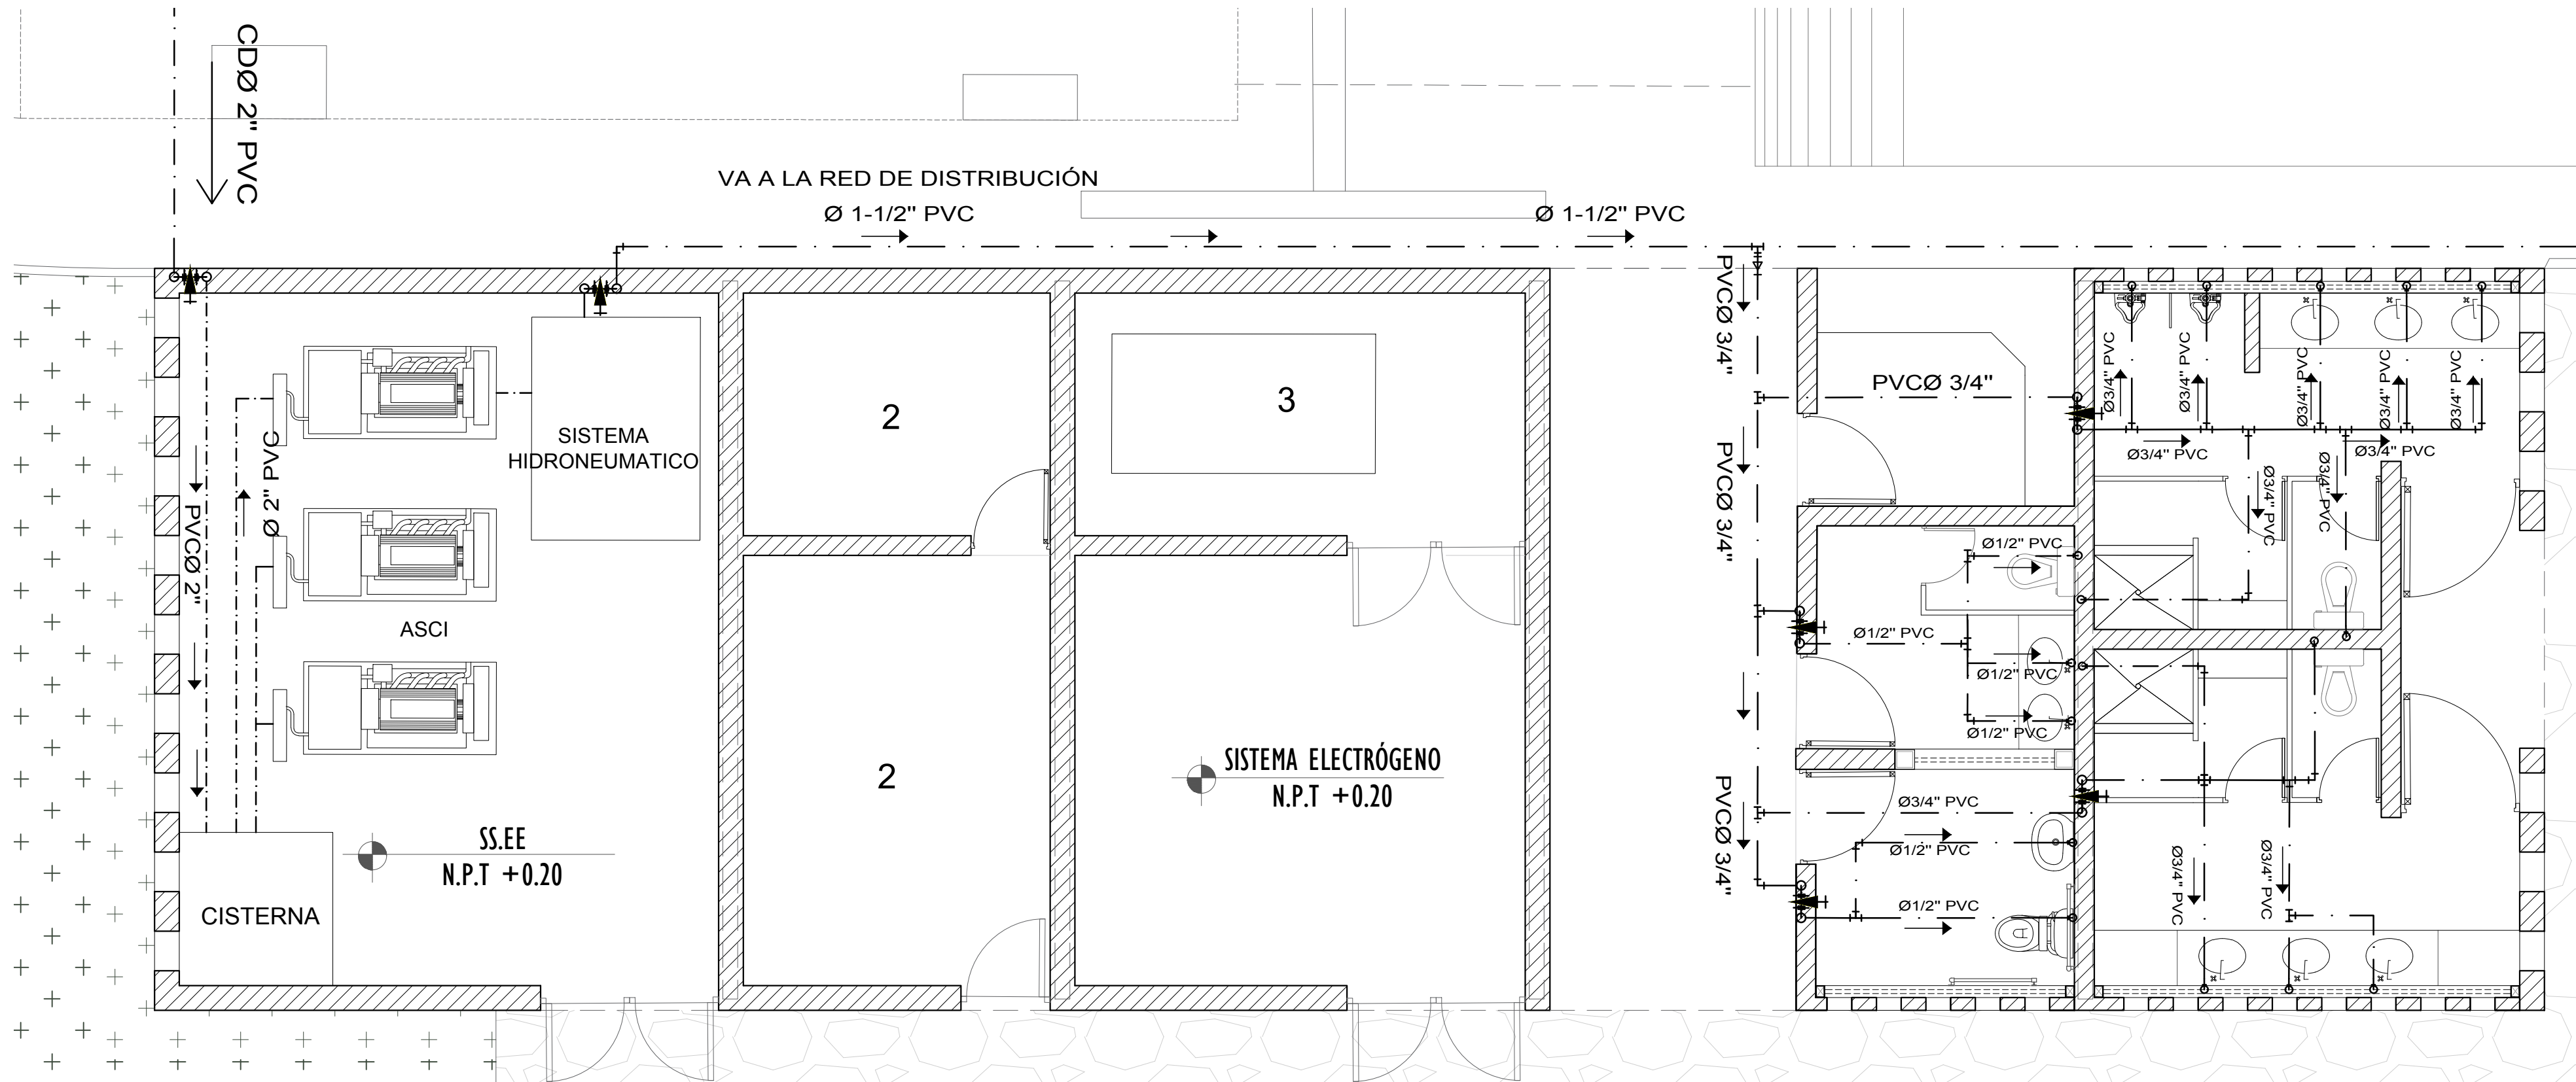 CDØ 2" PVC
VA A LA RED DE DISTRIBUCIÓN
Ø 1-1/2" PVC
Ø 1-1/2" PVC
PVCØ 2"
Ø 2" PVC
SISTEMA
HIDRONEUMATICO
ASCI
SS.EE
N.P.T +0.20
CISTERNA
2
2
3
SISTEMA ELECTRÓGENO
N.P.T +0.20
PVCØ 3/4"
PVCØ 3/4"
PVCØ 3/4"
PVCØ 3/4"
Ø3/4" PVC
Ø3/4" PVC
Ø3/4" PVC
Ø3/4" PVC
Ø3/4" PVC
Ø3/4" PVC
Ø3/4" PVC
Ø3/4" PVC
Ø3/4" PVC
Ø1/2" PVC
Ø1/2" PVC
Ø1/2" PVC
Ø1/2" PVC
Ø3/4" PVC
Ø1/2" PVC
Ø1/2" PVC
Ø3/4" PVC
Ø3/4" PVC